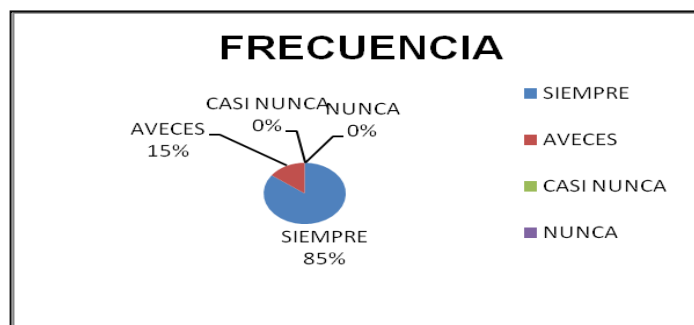 FRECUENCIA
CASI NUNCA
0%
NUNCA
0%
AVECES
15%
SIEMPRE
85%
SIEMPRE
AVECES
CASI NUNCA
NUNCA